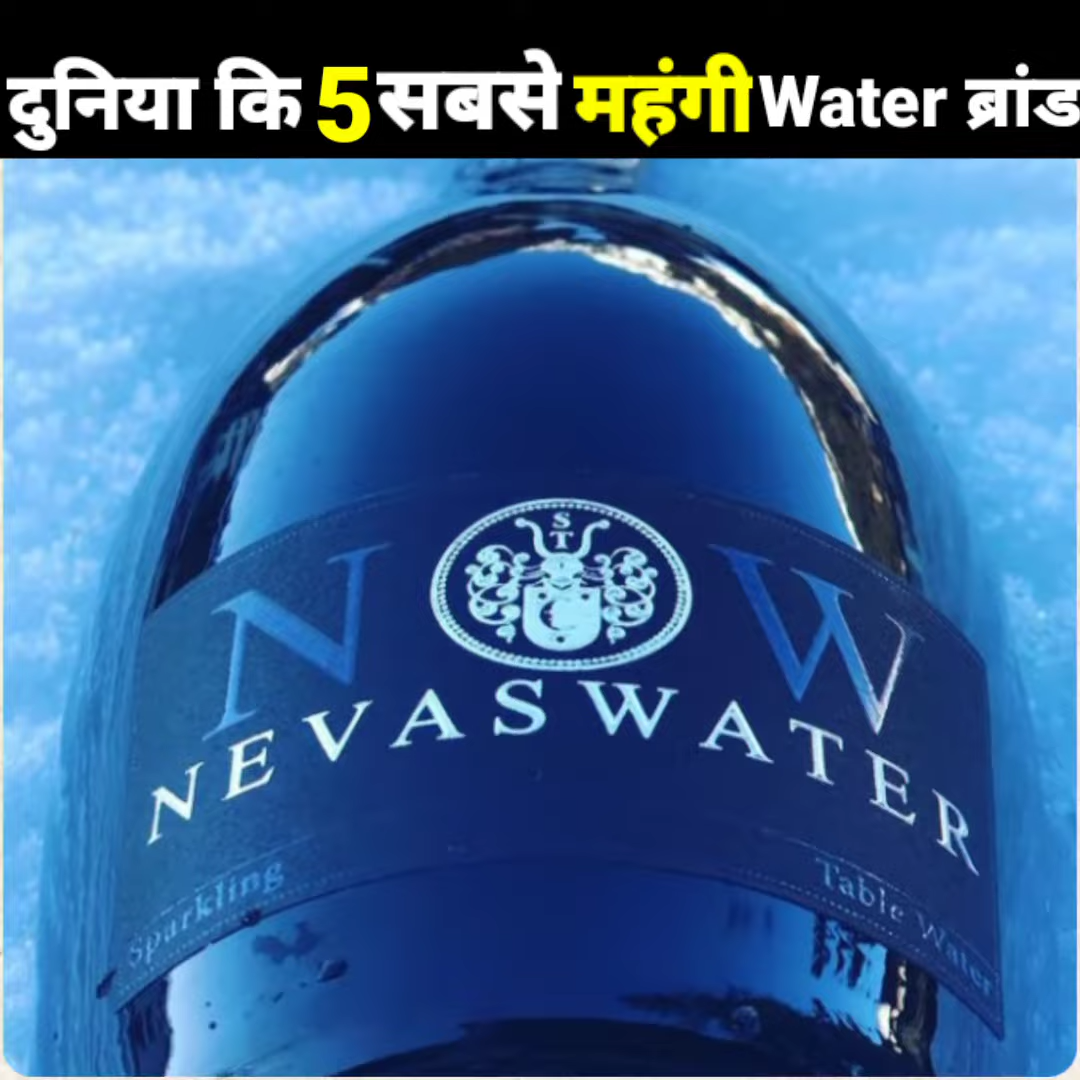 दुनिया कि 5 सबसे महंगी Water ब्रांड
S
T
N W
NEVASWATER
Sparkling Table Water